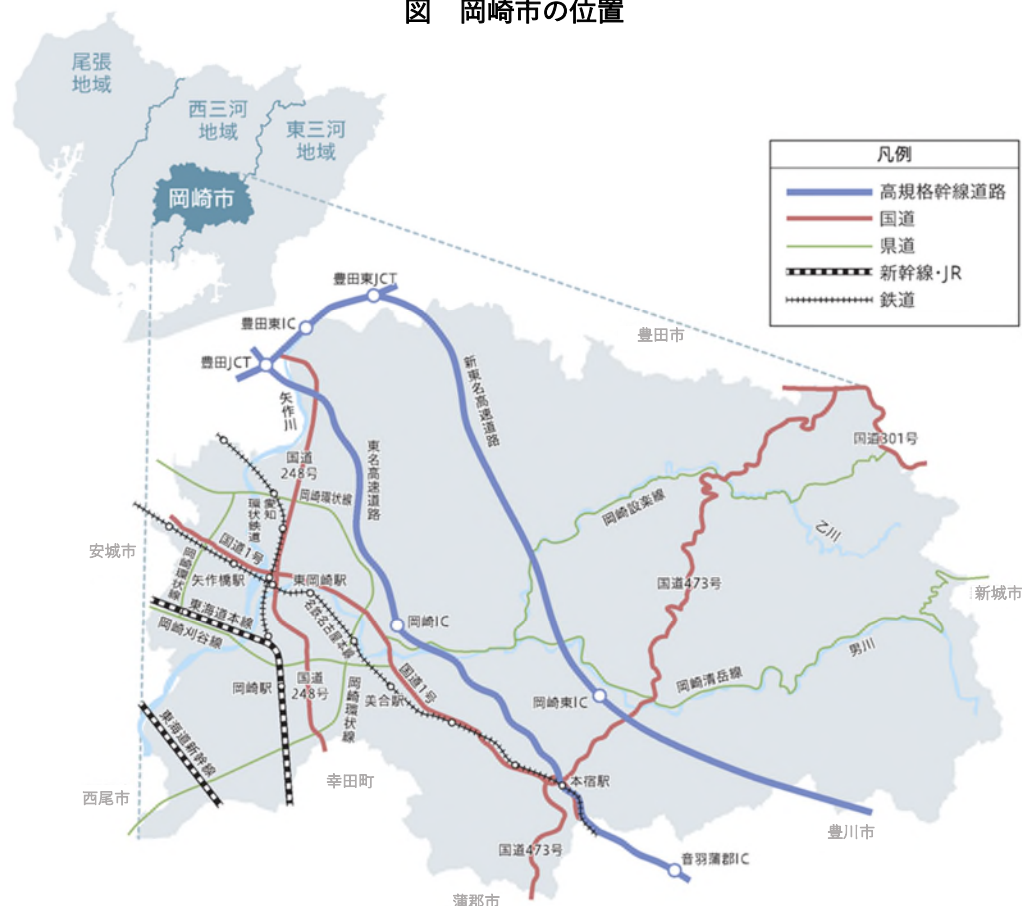 図　岡崎市の位置
尾張
地域
西三河
地域
東三河
地域
岡崎市
凡例
高規格幹線道路
国道
県道
新幹線・JR
鉄道
豊田東JCT
豊田東IC
豊田JCT
豊田市
矢作川
新東名高速道路
東名高速道路
国道301号
国道
248号
岡崎環状線
愛知
環状鉄道
岡崎設楽線
乙川
安城市
国道1号
岡崎環状線
矢作橋駅
東岡崎駅
国道473号
新城市
東海道本線
名鉄名古屋本線
岡崎刈谷線
岡崎IC
男川
岡崎駅
国道
248号
岡崎環状線
美合駅
国道1号
岡崎清岳線
岡崎東IC
東海道新幹線
幸田町
本宿駅
西尾市
豊川市
国道473号
音羽蒲郡IC
蒲郡市